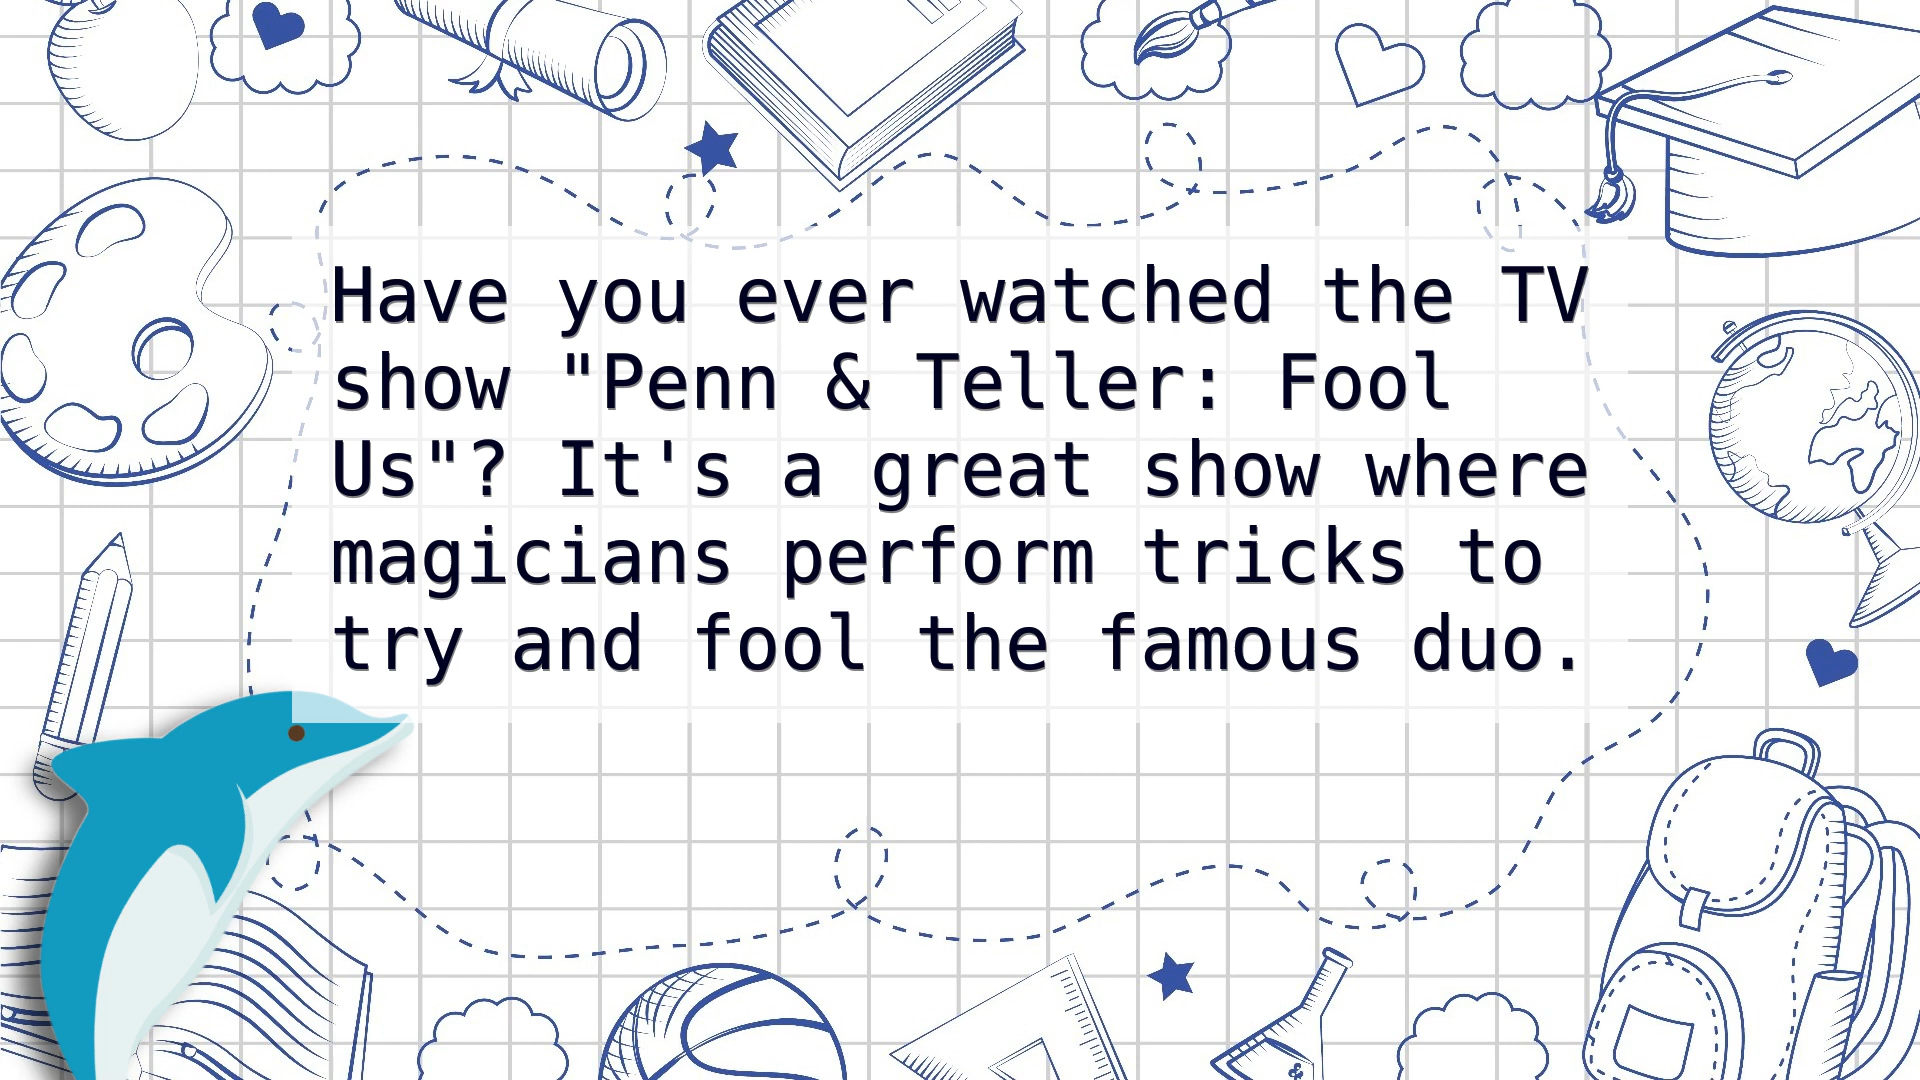 Have you ever watched the TV
show "Penn & Teller: Fool
Us"? It's a great show where
magicians perform tricks to
try and fool the famous duo.